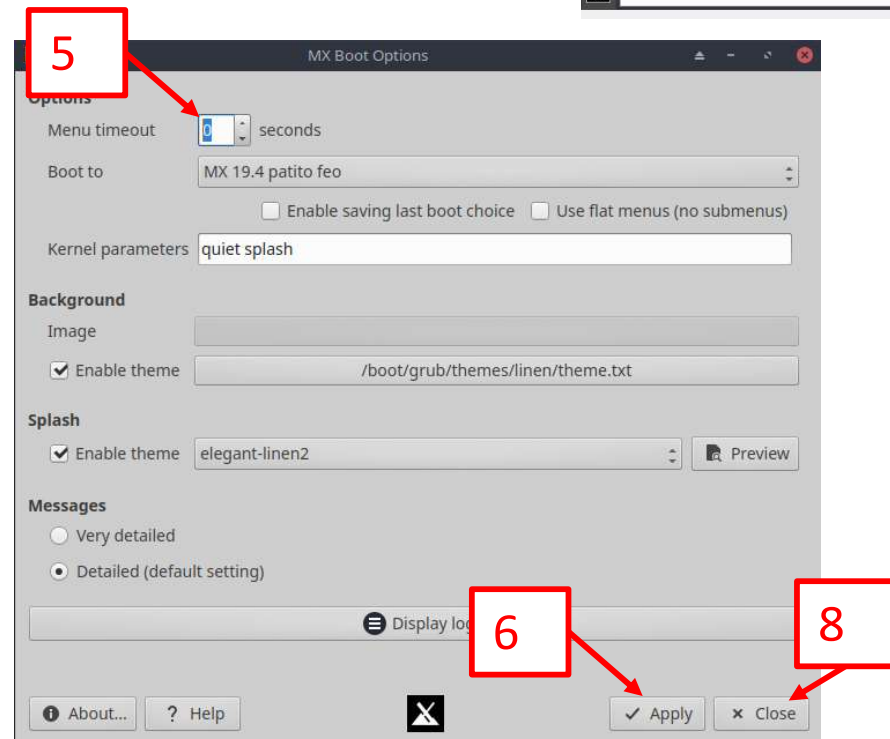 5
MX Boot Options
Options
Menu timeout 0 seconds
Boot to MX 19.4 patito feo
Enable saving last boot choice Use flat menus (no submenus)
Kernel parameters quiet splash
Background
Image
Enable theme /boot/grub/themes/linen/theme.txt
Splash
Enable theme elegant-linen2 Preview
Messages
Very detailed
Detailed (default setting)
Display
6
8
About... ? Help Apply Close